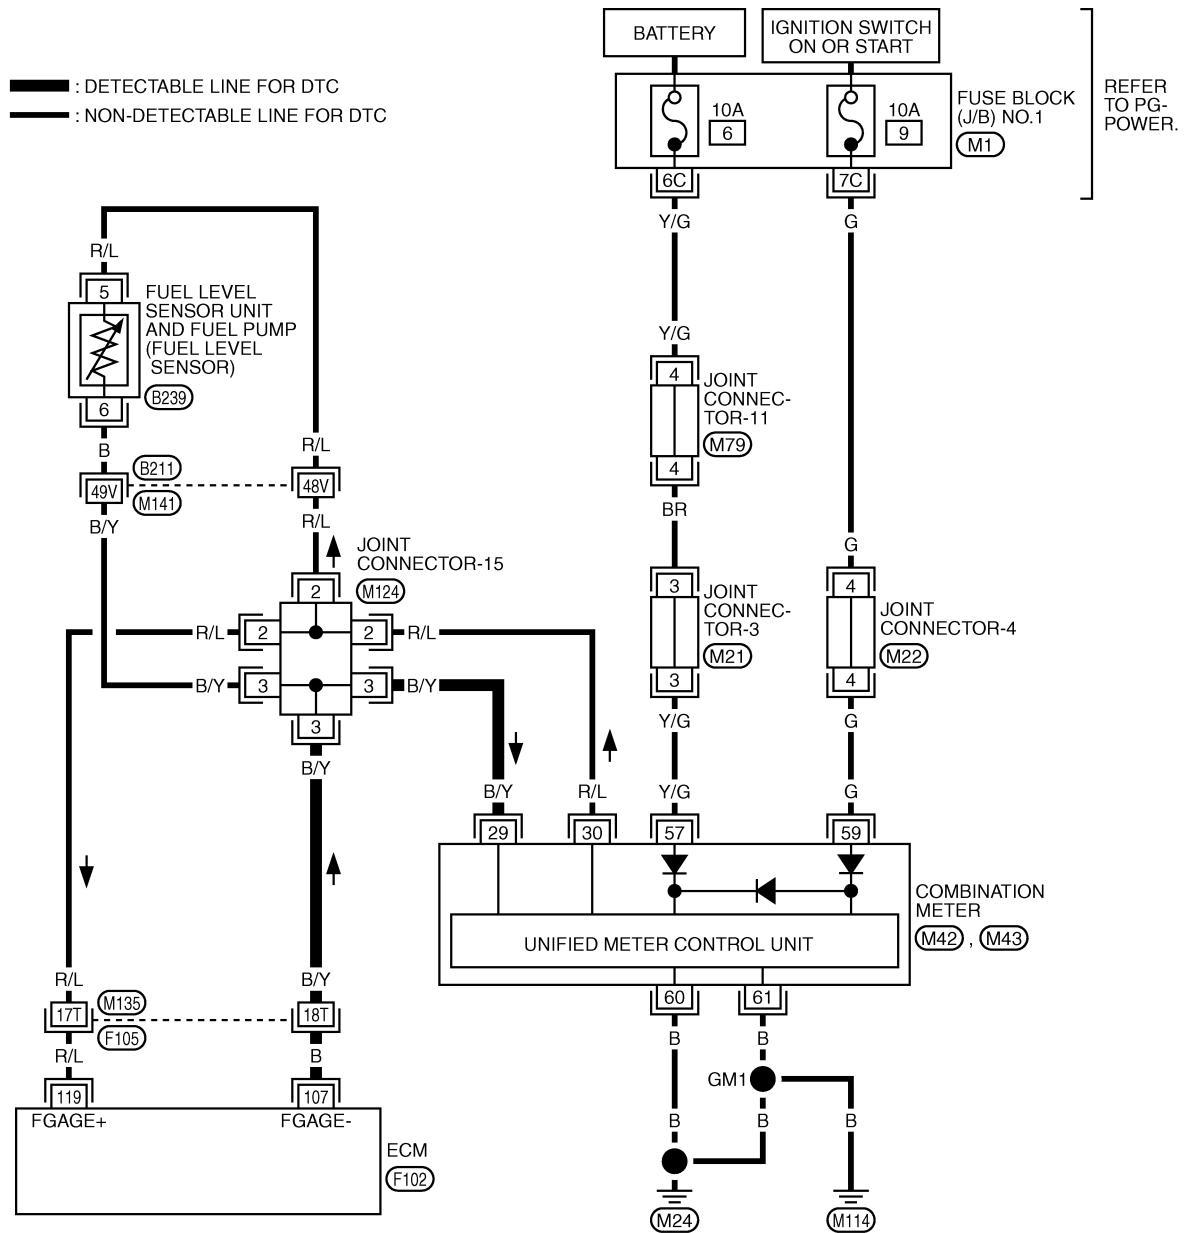 BATTERY
IGNITION SWITCH
ON OR START
: DETECTABLE LINE FOR DTC
: NON-DETECTABLE LINE FOR DTC
10A
6
10A
9
FUSE BLOCK
(J/B) NO.1
M1
REFER
TO PG-
POWER.
6C
7C
Y/G
G
R/L
5
FUEL LEVEL
SENSOR UNIT
AND FUEL PUMP
(FUEL LEVEL
SENSOR)
B239
6
B
Y/G
4
JOINT
CONNEC-
TOR-11
M79
4
BR
R/L
B211
49V
M141
48V
B/Y
R/L
G
JOINT
CONNECTOR-15
M124
2
R/L
2
2
R/L
B/Y
3
3
B/Y
3
B/Y
3
JOINT
CONNEC-
TOR-3
M21
3
Y/G
4
JOINT
CONNECTOR-4
M22
4
G
B/Y
R/L
Y/G
G
29
30
57
59
COMBINATION
METER
M42 , M43
UNIFIED METER CONTROL UNIT
60
61
R/L
B/Y
17T
M135
F105
18T
R/L
B
119
107
FGAGE+
FGAGE-
ECM
F102
B
B
GM1
B
B
B
M24
M114